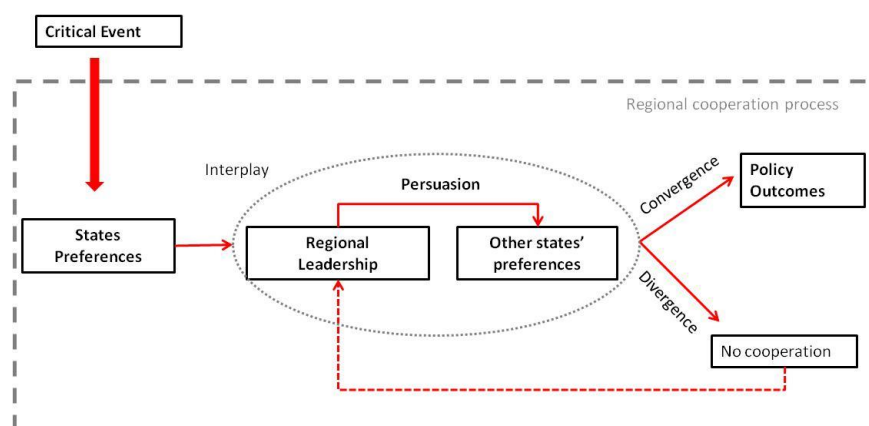 Critical Event
Regional cooperation process
Interplay
Persuasion
Convergence
Policy
Outcomes
States
Preferences
Regional
Leadership
Other states’
preferences
Divergence
No cooperation